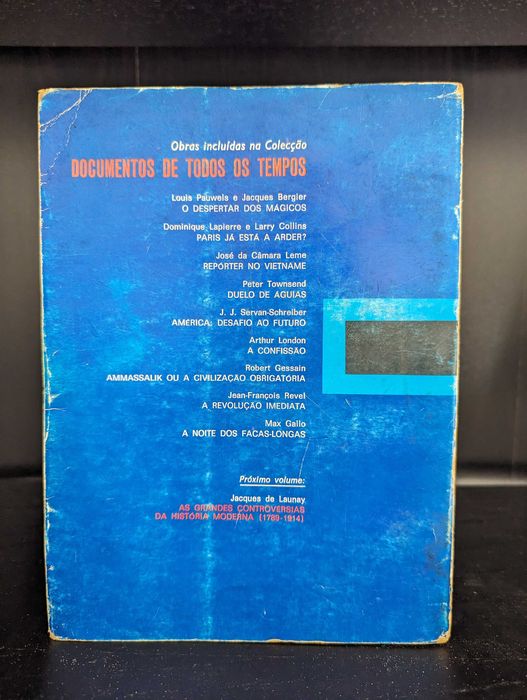 Obras incluídas na Colecção
DOCUMENTOS DE TODOS OS TEMPOS
Louis Pauwels e Jacques Bergier
O DESPERTAR DOS MÁGICOS
Dominique Lapierre e Larry Collins
PARIS JÁ ESTÁ A ARDER?
José da Câmara Leme
REPÓRTER NO VIETNAME
Peter Townsend
DUELO DE ÁGUIAS
J. J. Servan-Schreiber
AMÉRICA: DESAFIO AO FUTURO
Arthur London
A CONFISSÃO
Robert Gessain
AMMASSALIK OU A CIVILIZAÇÃO OBRIGATÓRIA
Jean-François Revel
A REVOLUÇÃO IMEDIATA
Max Gallo
A NOITE DOS FACAS-LONGAS
Próximo volume:
Jacques de Launay
AS GRANDES CONTROVÉRSIAS
DA HISTÓRIA MODERNA (1789-1914)